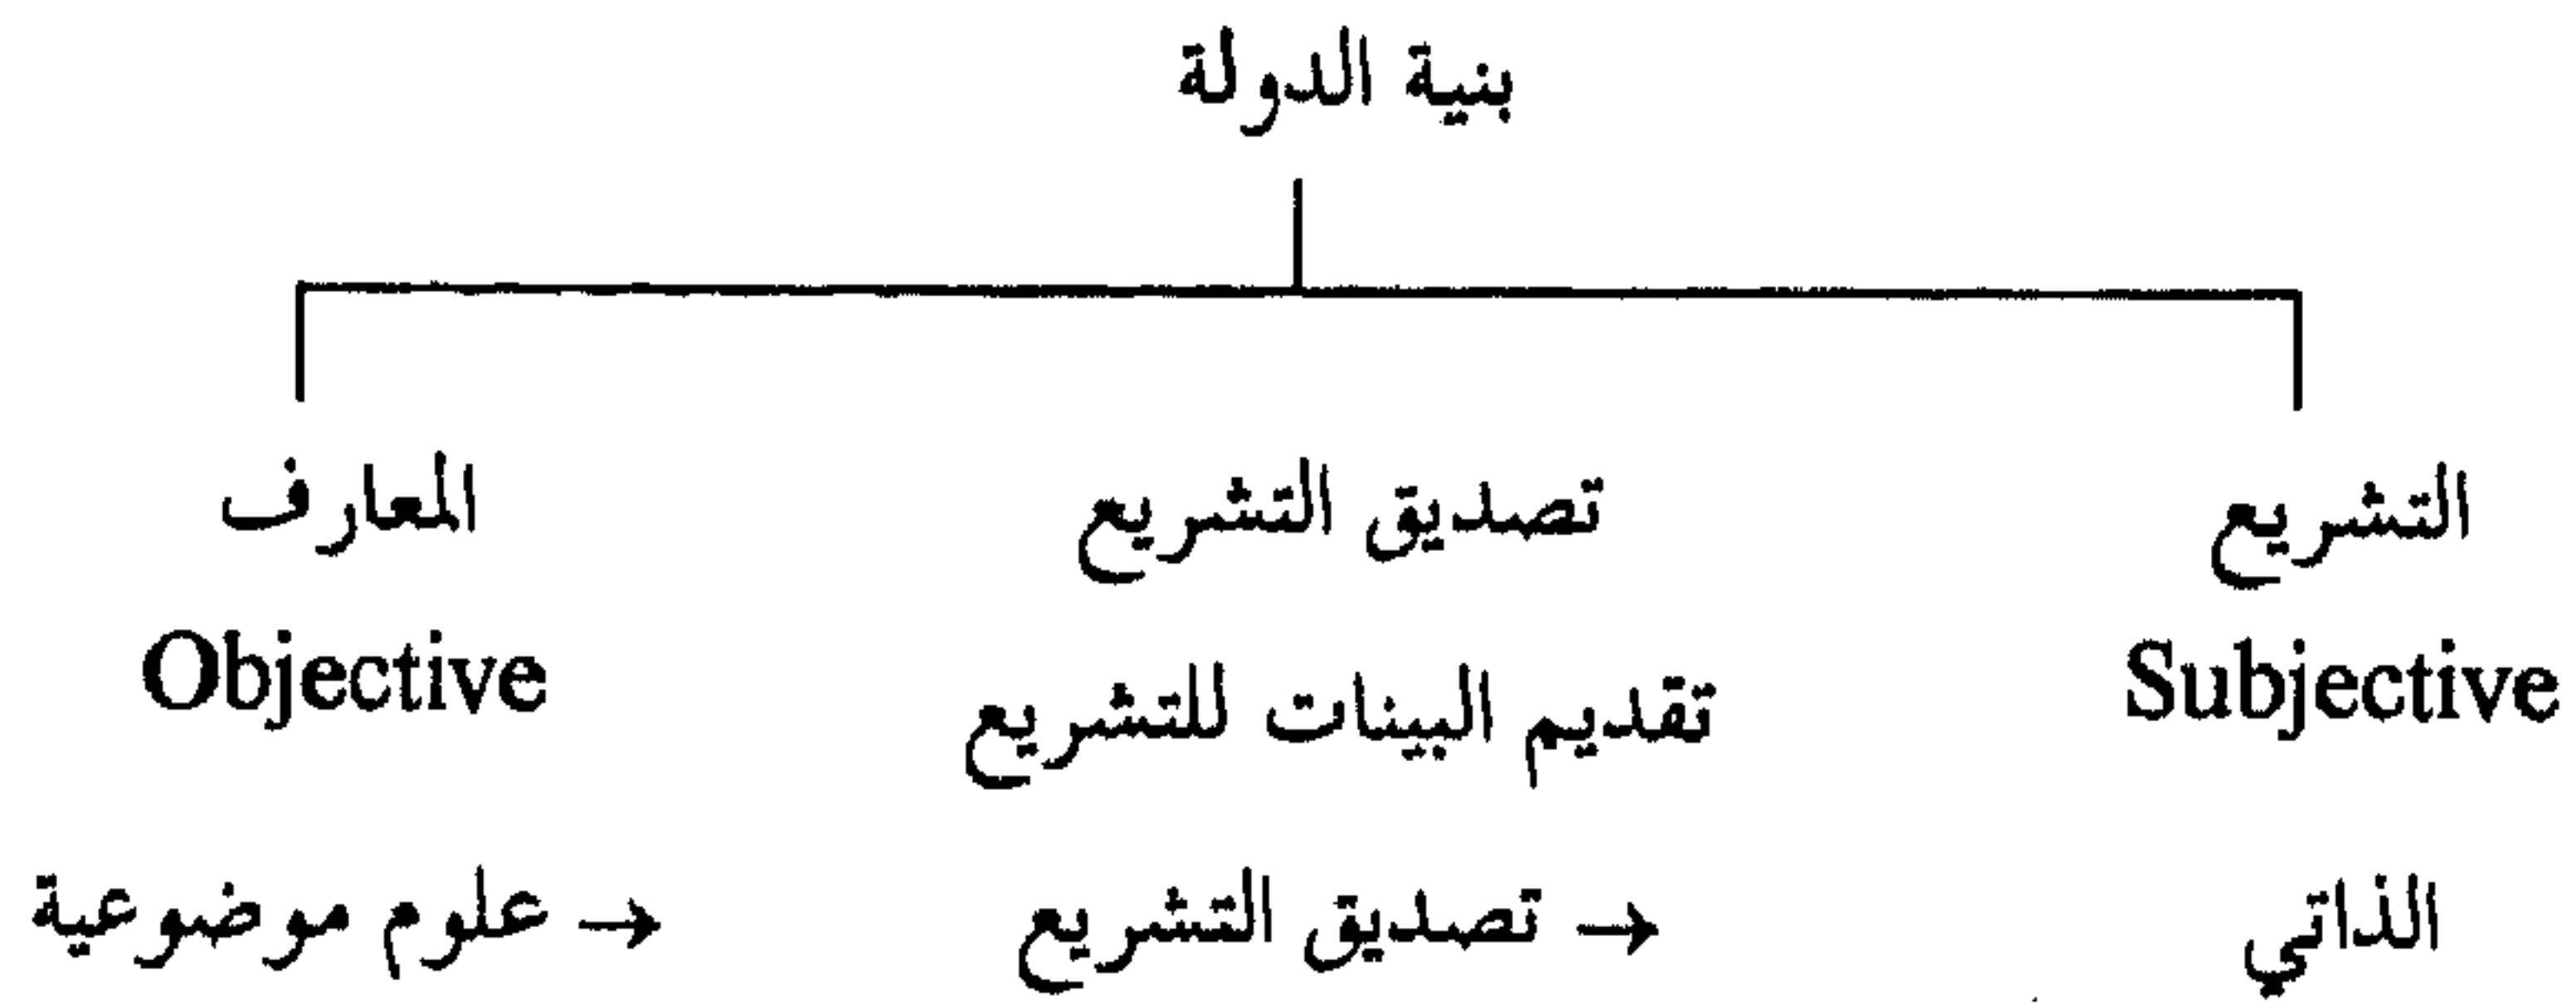 بنية الدولة
التشريع
تصديق التشريع
المعارف
Subjective
تقديم البينات للتشريع
Objective
الذاتي
→ تصديق التشريع
→ علوم موضوعية